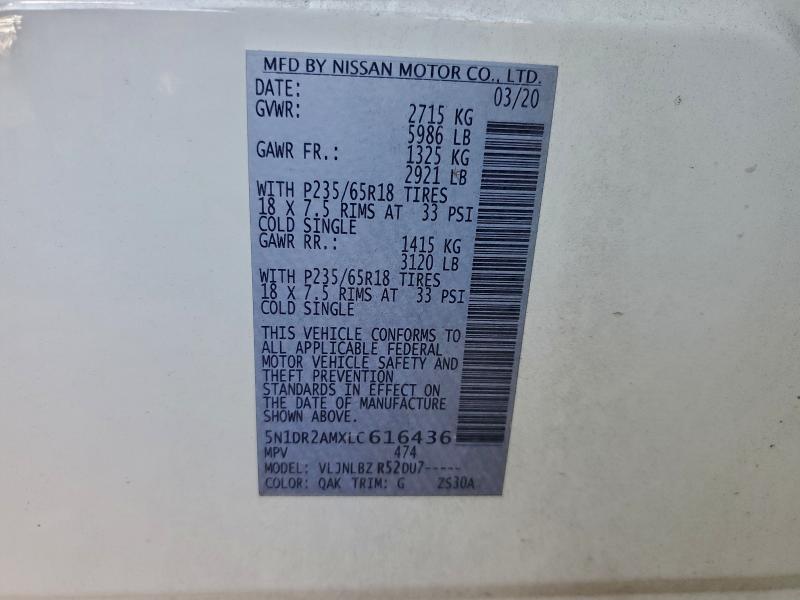 MFD BY NISSAN MOTOR CO., LTD.
DATE: 03/20
GVWR: 2715 KG
5986 LB
GAWR FR.: 1325 KG
2921 LB
WITH P235/65R18 TIRES
18 X 7.5 RIMS AT 33 PSI
COLD SINGLE
GAWR RR.: 1415 KG
3120 LB
WITH P235/65R18 TIRES
18 X 7.5 RIMS AT 33 PSI
COLD SINGLE
THIS VEHICLE CONFORMS TO
ALL APPLICABLE FEDERAL
MOTOR VEHICLE SAFETY AND
THEFT PREVENTION
STANDARDS IN EFFECT ON
THE DATE OF MANUFACTURE
SHOWN ABOVE.
5N1DR2AMXLC616436
MPV 474
MODEL: VLJNLBZ R52DU7-----
COLOR: QAK TRIM: G ZS30A